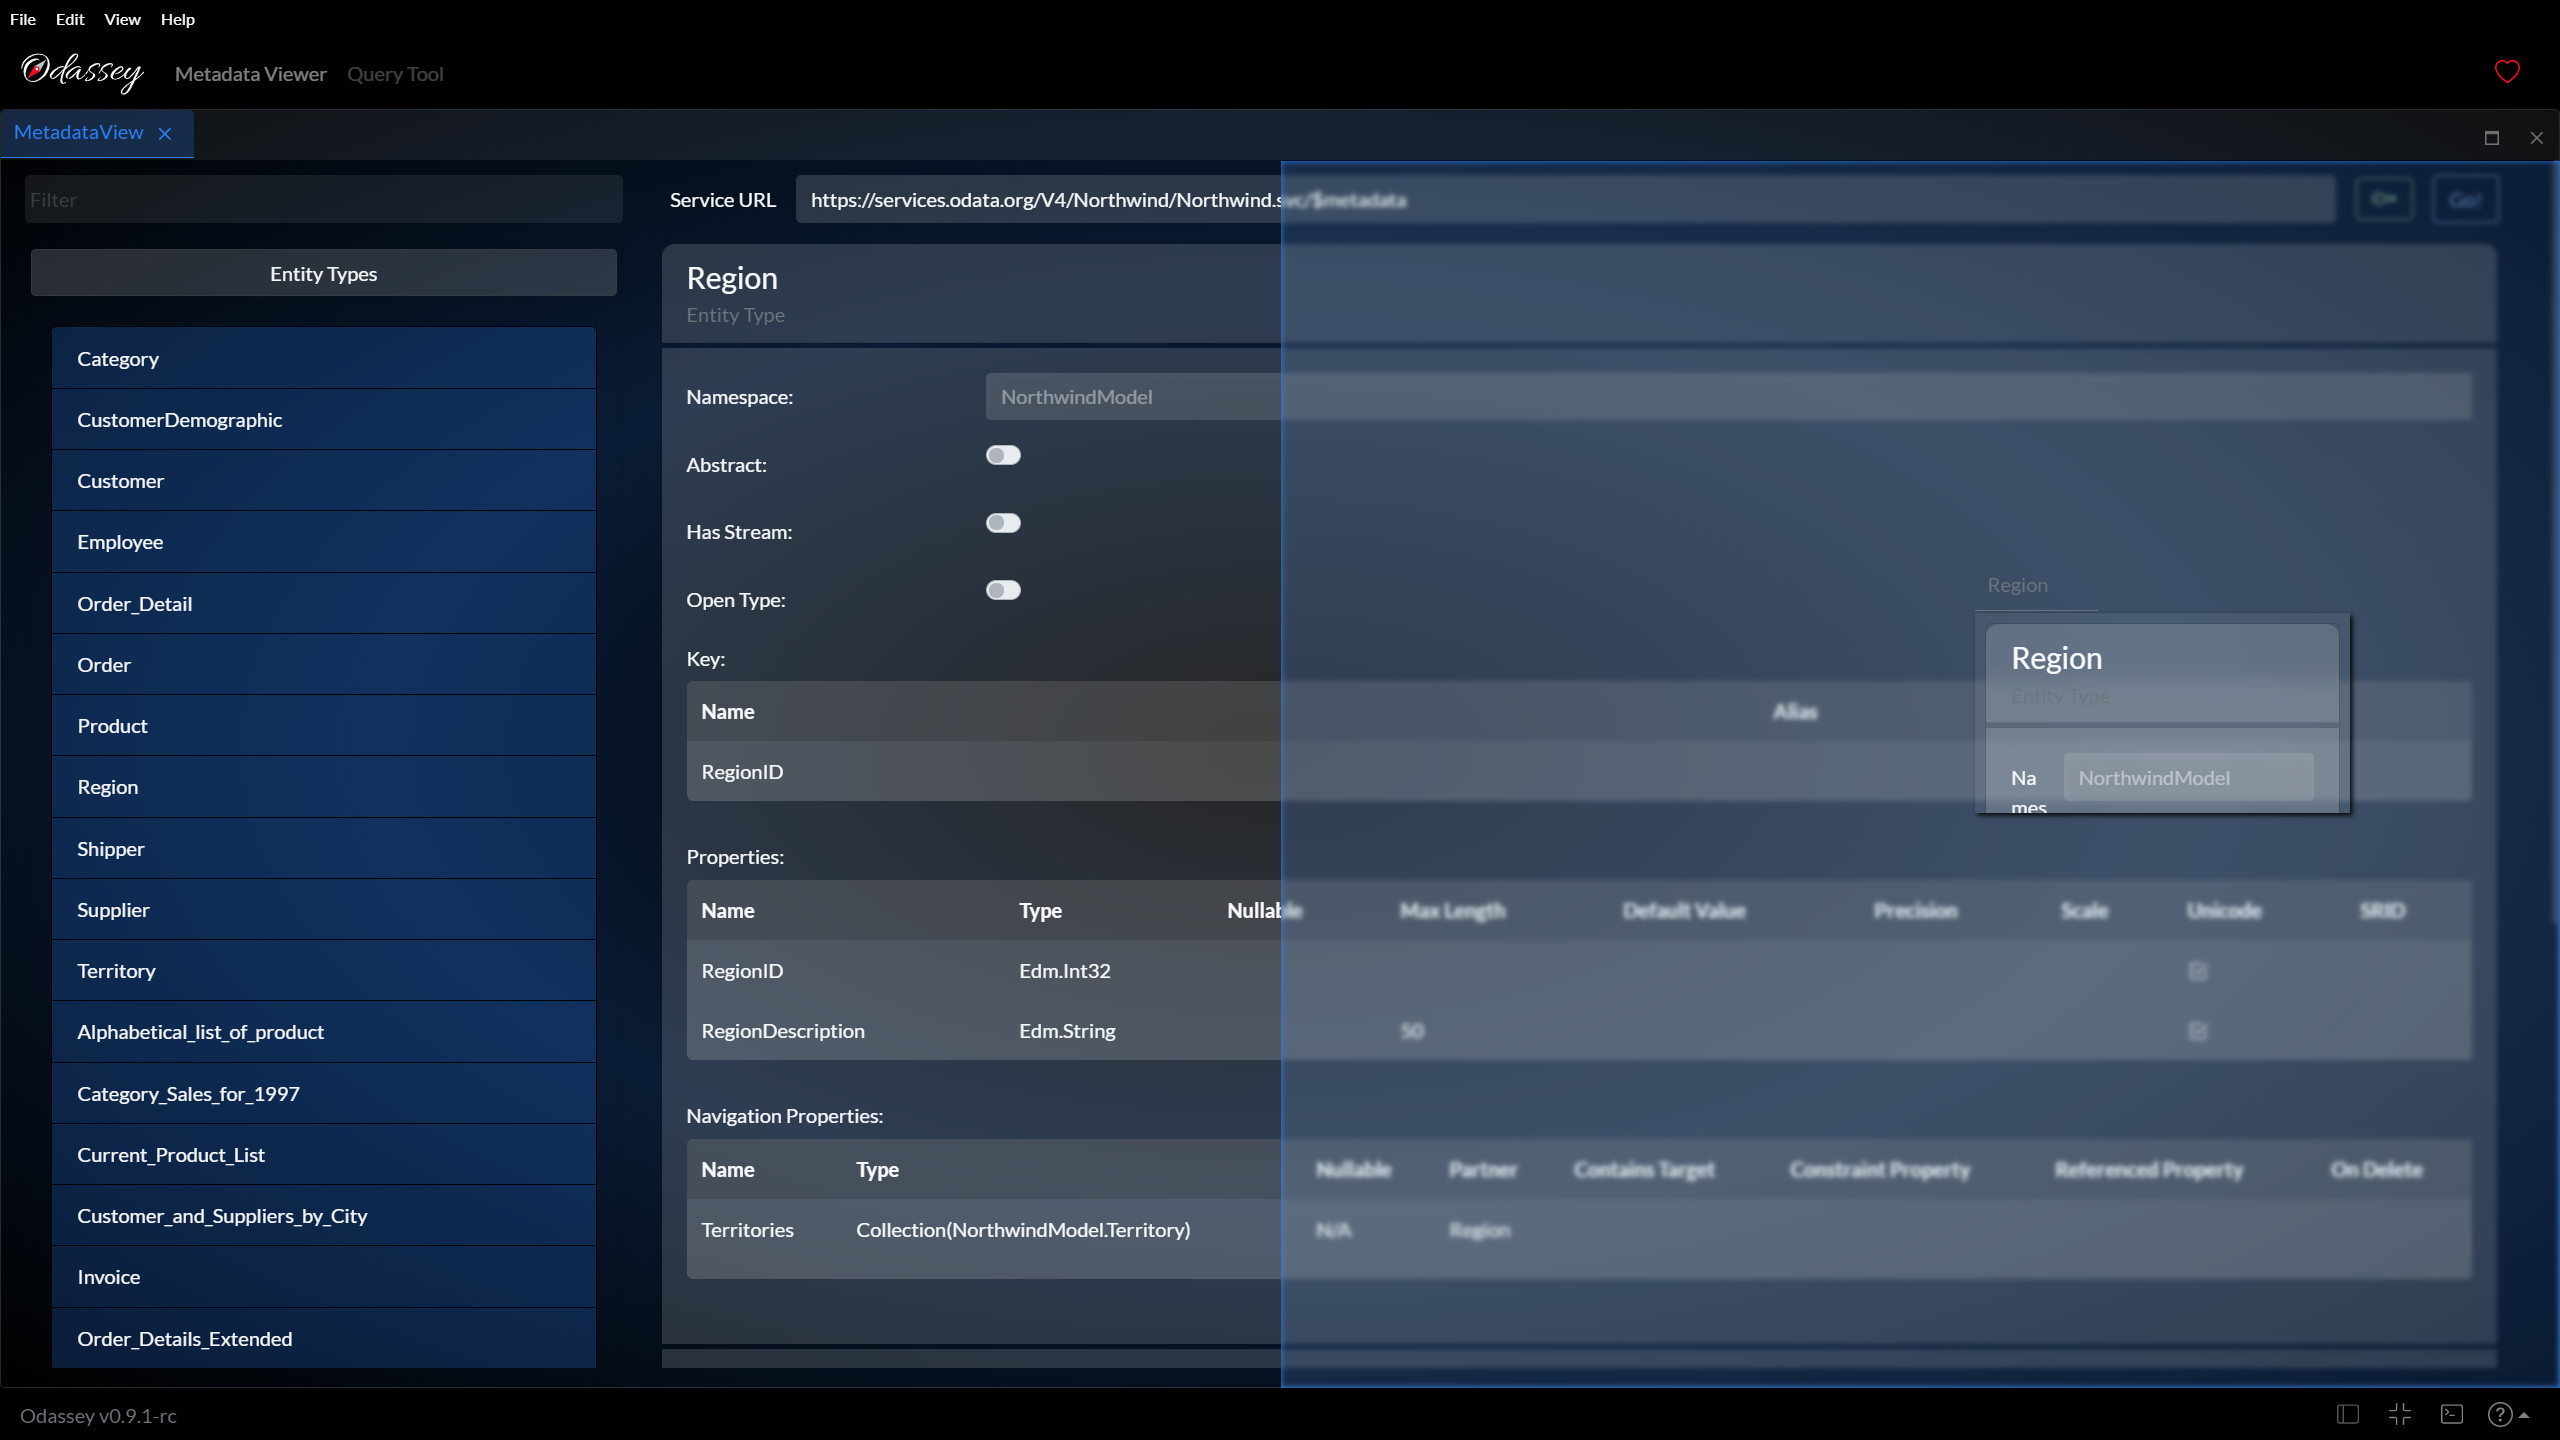 File Edit View Help
Odassey Metadata Viewer Query Tool
MetadataView
Filter
Service URL https://services.odata.org/V4/Northwind/Northwind.svc/$metadata Go!
Entity Types
Region
Entity Type
Category
CustomerDemographic
Customer
Employee
Order_Detail
Order
Product
Region
Shipper
Supplier
Territory
Alphabetical_list_of_product
Category_Sales_for_1997
Current_Product_List
Customer_and_Suppliers_by_City
Invoice
Order_Details_Extended
Namespace: NorthwindModel
Abstract:
Has Stream:
Open Type:
Key:
Name Alias
RegionID
Properties:
Name Type Nullable Max Length Default Value Precision Scale Unicode SRID
RegionID Edm.Int32
RegionDescription Edm.String 50
Navigation Properties:
Name Type Nullable Partner Contains Target Constraint Property Referenced Property On Delete
Territories Collection(NorthwindModel.Territory) N/A Region
Region
Region
Entity Type
Na NorthwindModel
mes
Odassey v0.9.1-rc